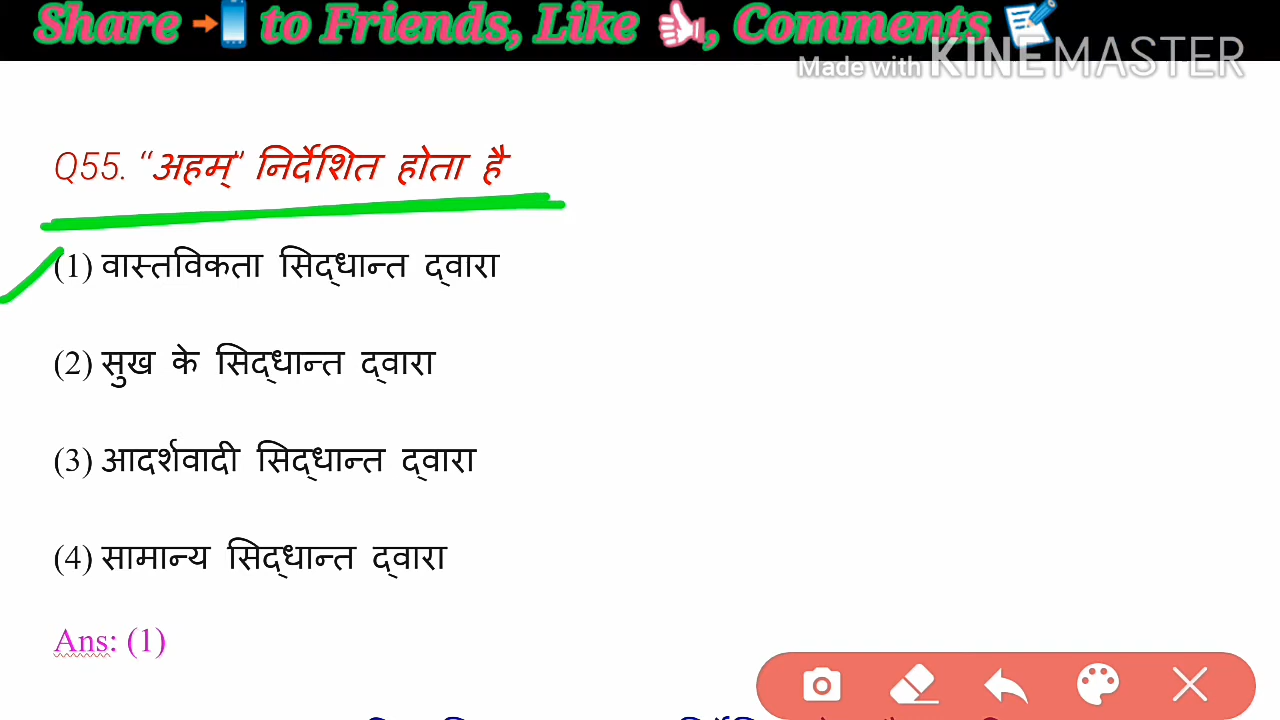 Share to Friends, Like , Comments
Made with KINEMASTER
Q55. “अहम्” निर्देशित होता है
(1) वास्तविकता सिद्धान्त द्वारा
(2) सुख के सिद्धान्त द्वारा
(3) आदर्शवादी सिद्धान्त द्वारा
(4) सामान्य सिद्धान्त द्वारा
Ans: (1)